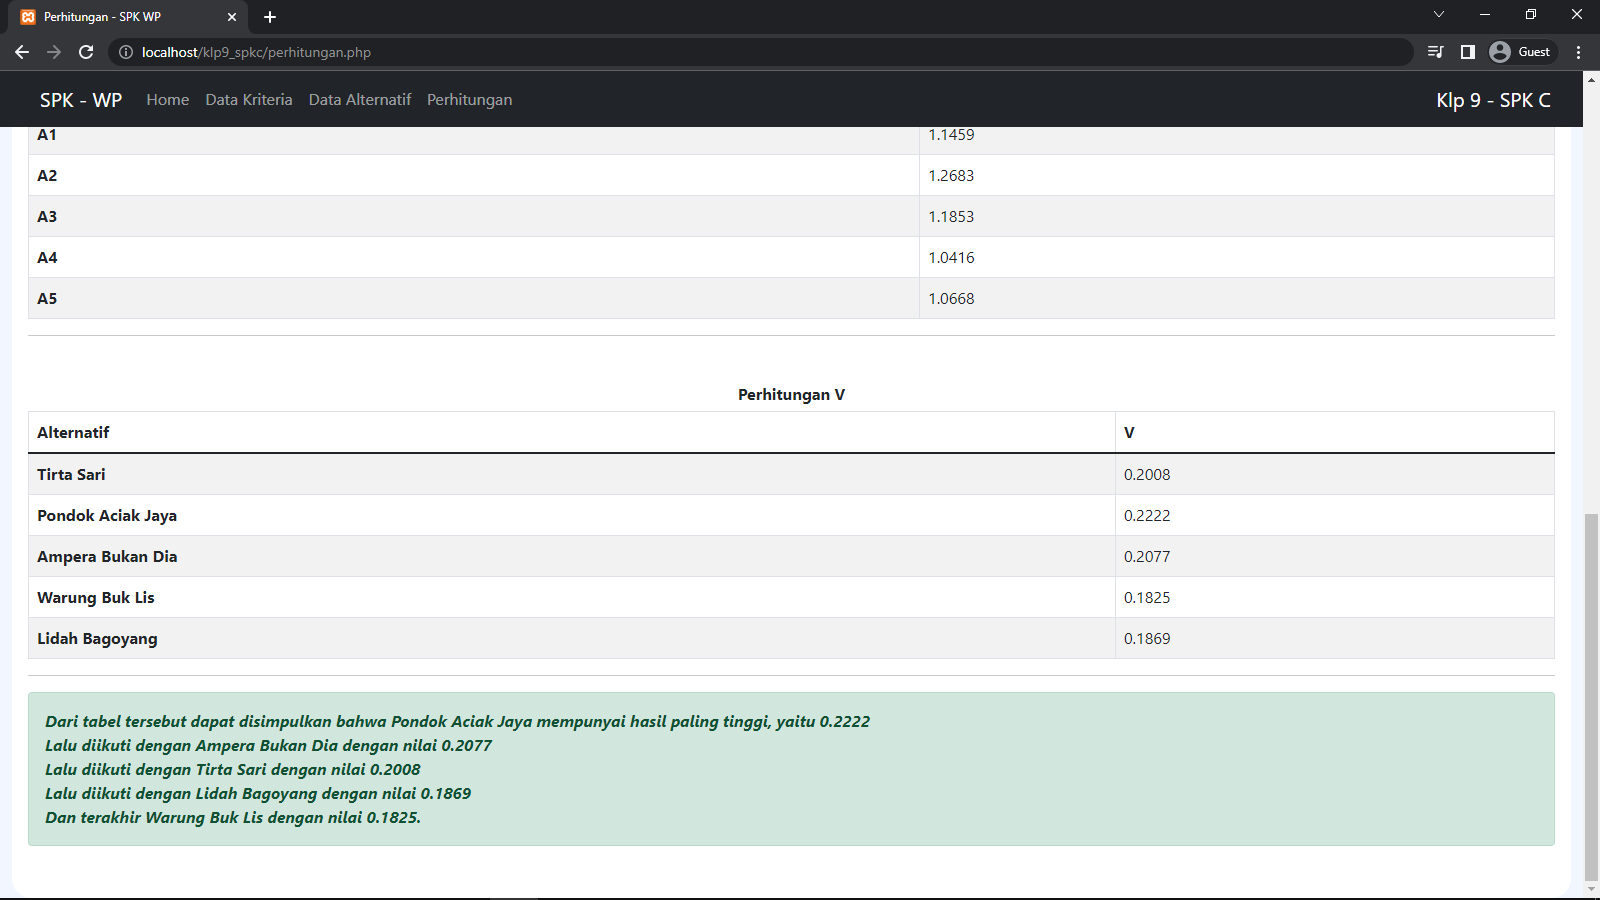 Perhitungan - SPK WP
localhost/klp9_spkc/perhitungan.php
Guest
SPK - WP Home Data Kriteria Data Alternatif Perhitungan Klp 9 - SPK C
A1 1.1459
A2 1.2683
A3 1.1853
A4 1.0416
A5 1.0668
Perhitungan V
Alternatif V
Tirta Sari 0.2008
Pondok Aciak Jaya 0.2222
Ampera Bukan Dia 0.2077
Warung Buk Lis 0.1825
Lidah Bagoyang 0.1869
Dari tabel tersebut dapat disimpulkan bahwa Pondok Aciak Jaya mempunyai hasil paling tinggi, yaitu 0.2222
Lalu diikuti dengan Ampera Bukan Dia dengan nilai 0.2077
Lalu diikuti dengan Tirta Sari dengan nilai 0.2008
Lalu diikuti dengan Lidah Bagoyang dengan nilai 0.1869
Dan terakhir Warung Buk Lis dengan nilai 0.1825.